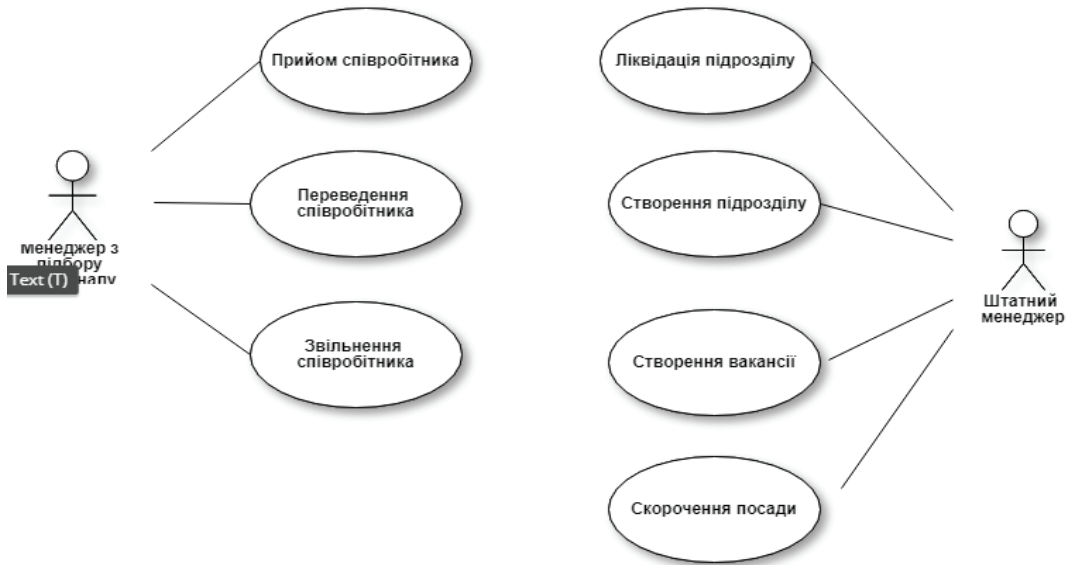 Прийом співробітника
Ліквідація підрозділу
Переведення
співробітника
Створення підрозділу
менеджер з
підбору
Text (T)
Штатний
менеджер
Звільнення
співробітника
Створення вакансії
Скорочення посади